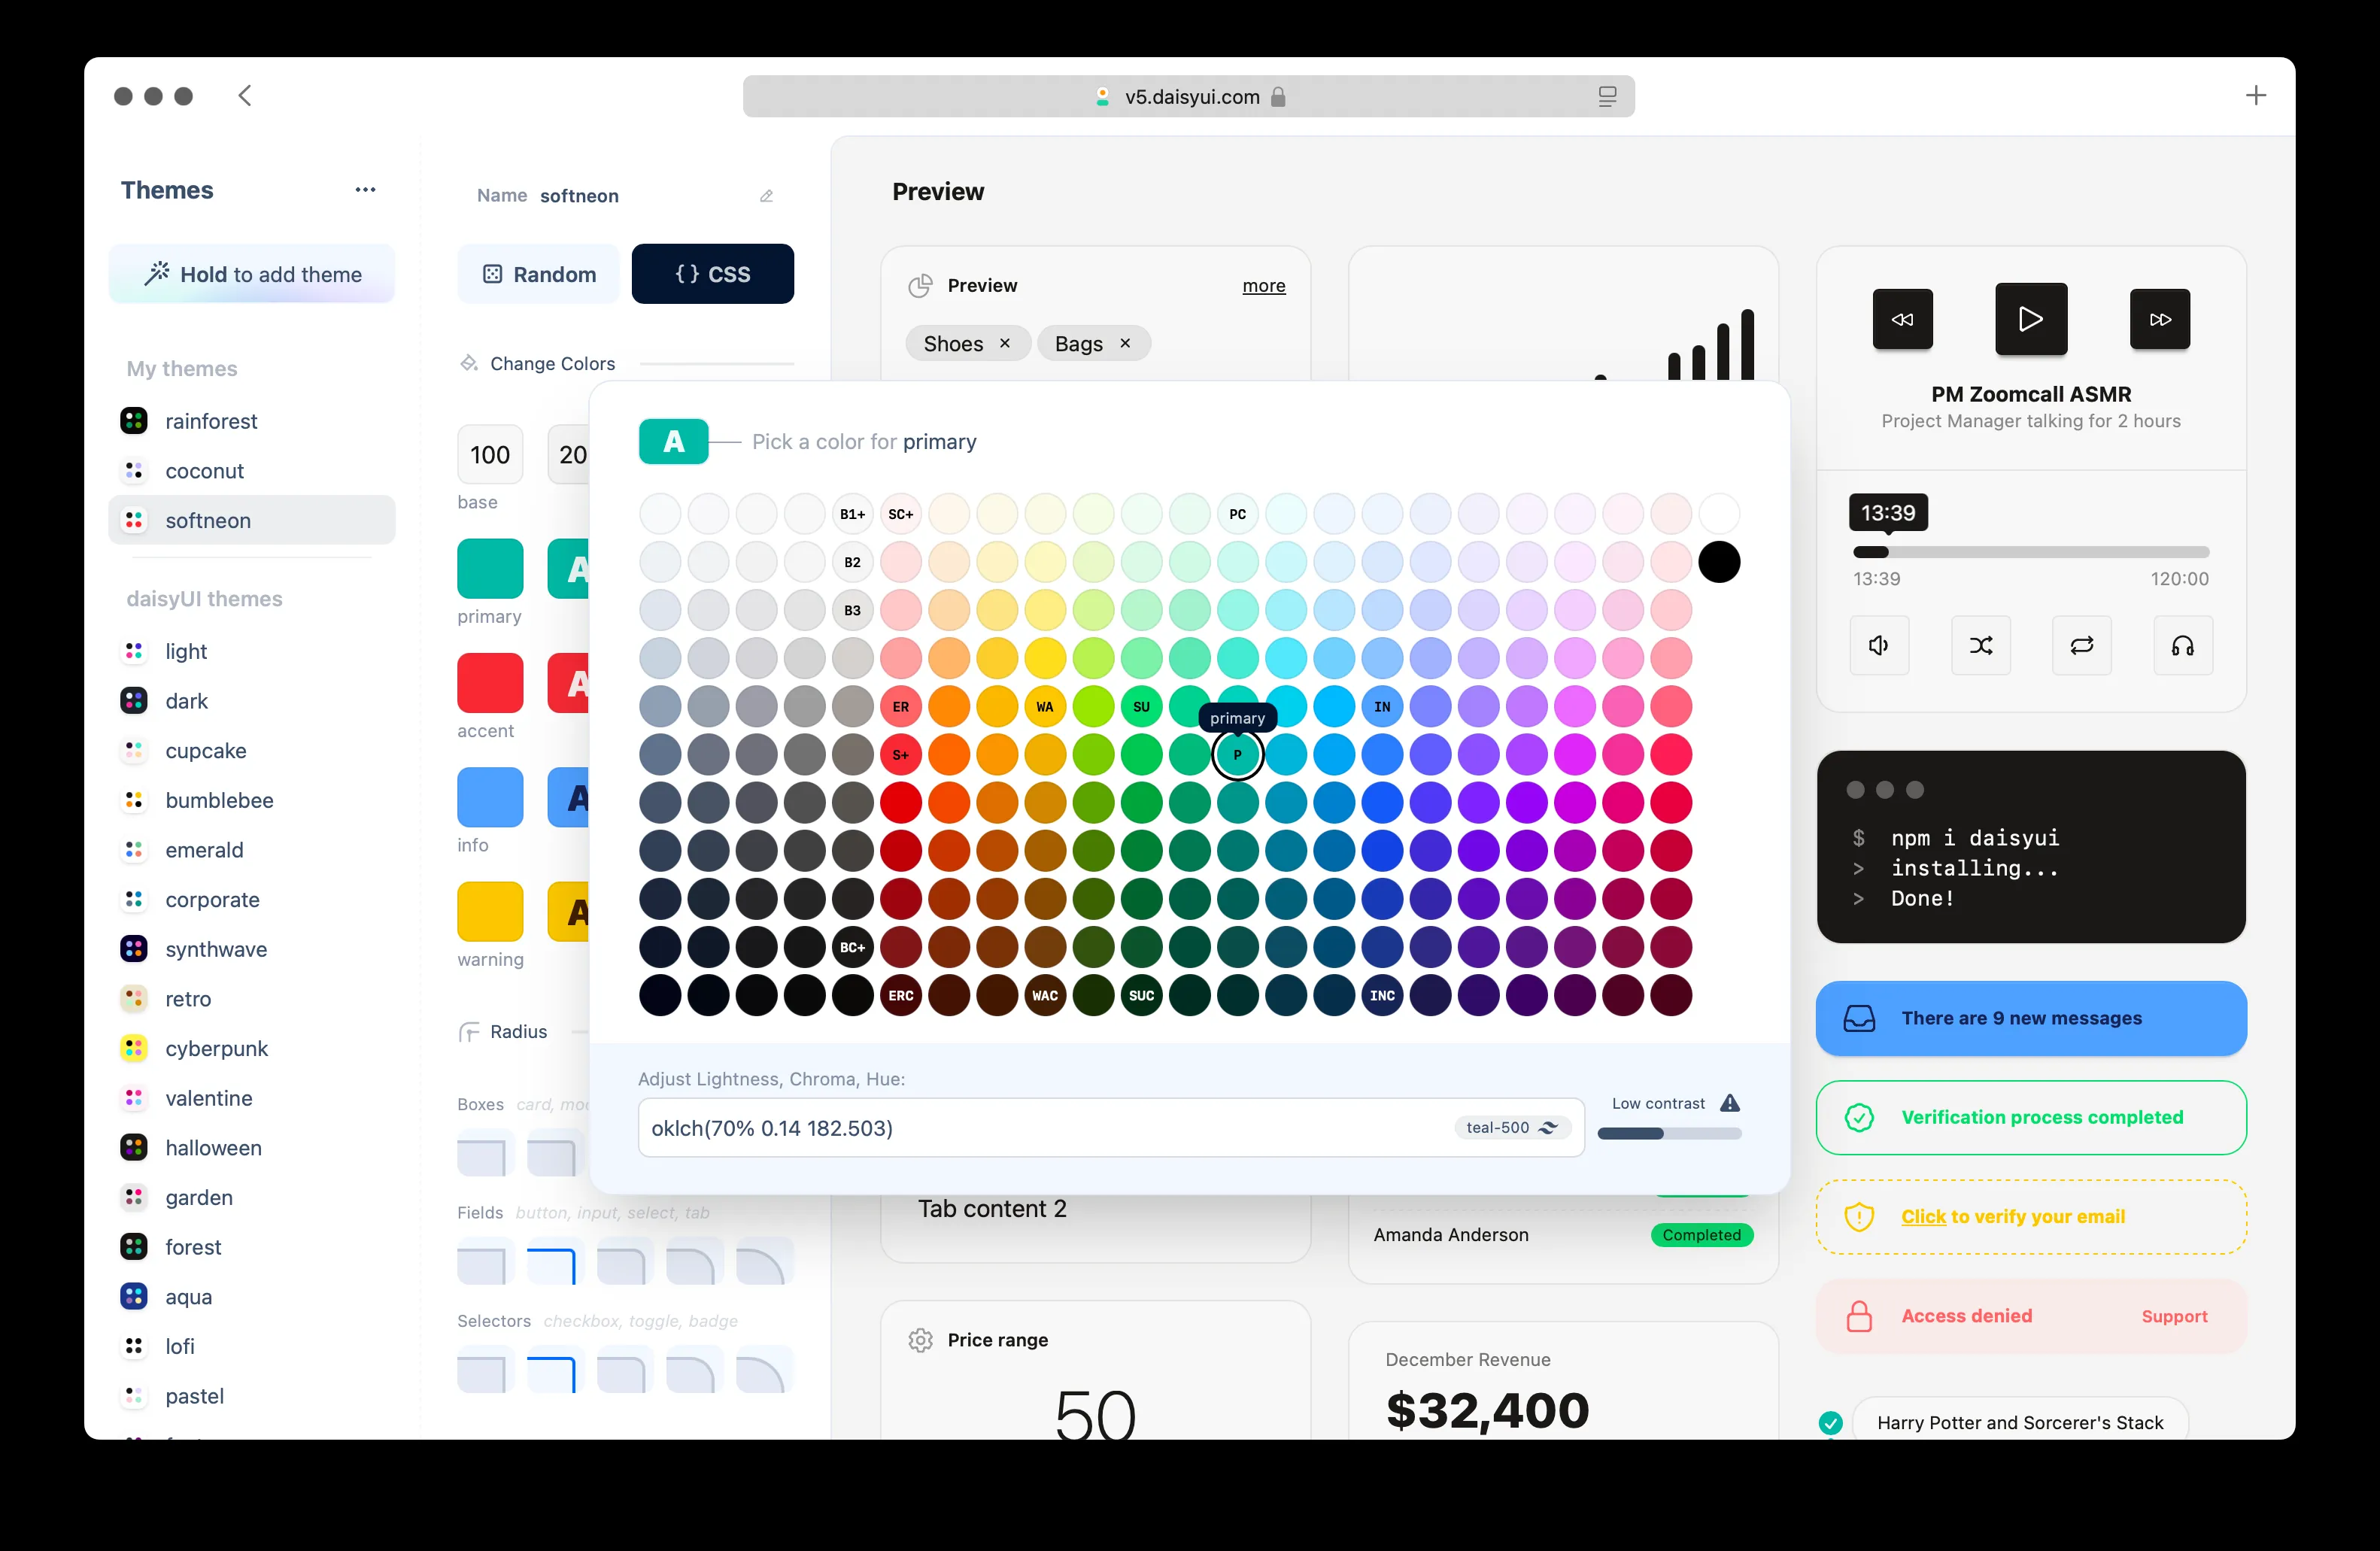 v5.daisyui.com
Themes
Hold to add theme
My themes
rainforest
coconut
softneon
daisyUI themes
light
dark
cupcake
bumblebee
emerald
corporate
synthwave
retro
cyberpunk
valentine
halloween
garden
forest
aqua
lofi
pastel
Name softneon
Random
{ } CSS
Change Colors
100
20
base
A
primary
A
accent
A
info
A
warning
Radius
Boxes card,
Fields button, input, select, tab
Selectors checkbox, toggle, badge
Preview
Preview more
Shoes ×
Bags ×
A Pick a color for primary
B1+ SC+ PC
B2
B3
ER WA SU IN
primary
S+ P
BC+
ERC WAC SUC INC
Adjust Lightness, Chroma, Hue:
oklch(70% 0.14 182.503)
teal-500
Low contrast
Tab content 2
Amanda Anderson Completed
Price range
50
December Revenue
$32,400
PM Zoomcall ASMR
Project Manager talking for 2 hours
13:39
13:39 120:00
$ npm i daisyui
> installing...
> Done!
There are 9 new messages
Verification process completed
Click to verify your email
Access denied Support
Harry Potter and Sorcerer's Stack